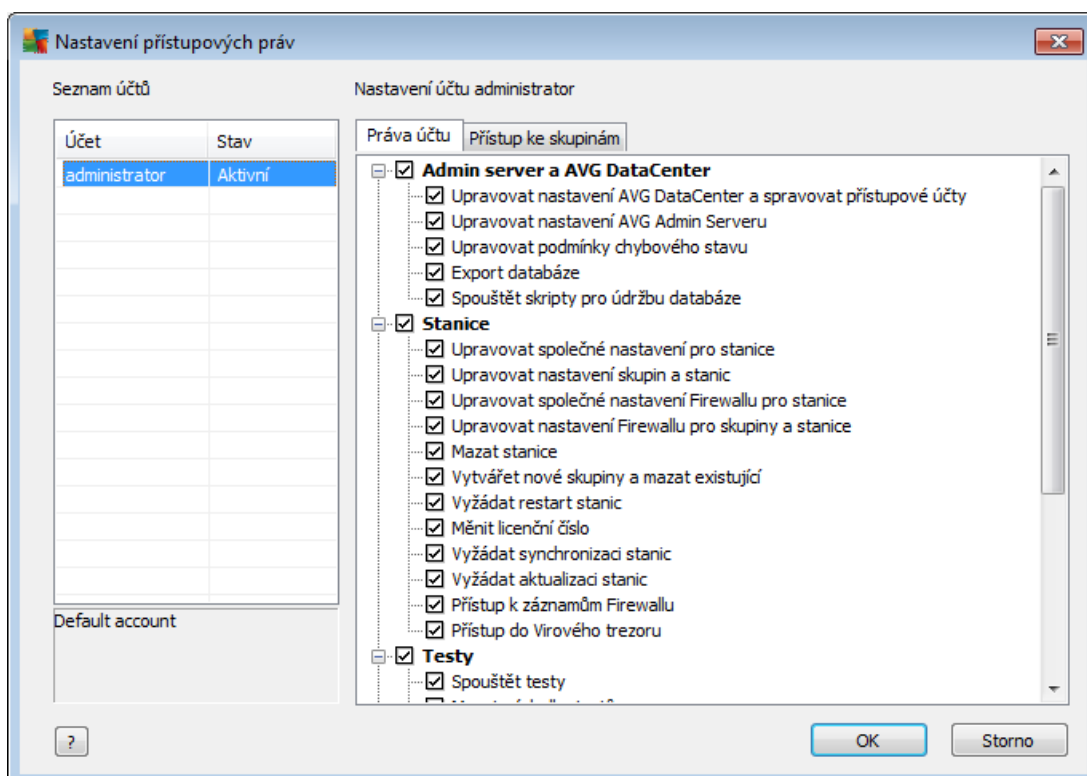 Nastavení přístupových práv
Seznam účtů
Nastavení účtu administrator
Účet Stav
administrator Aktivní
Default account
Práva účtu Přístup ke skupinám
Admin server a AVG DataCenter
Upravovat nastavení AVG DataCenter a spravovat přístupové účty
Upravovat nastavení AVG Admin Serveru
Upravovat podmínky chybového stavu
Export databáze
Spouštět skripty pro údržbu databáze
Stanice
Upravovat společné nastavení pro stanice
Upravovat nastavení skupin a stanic
Upravovat společné nastavení Firewallu pro stanice
Upravovat nastavení Firewallu pro skupiny a stanice
Mazat stanice
Vytvářet nové skupiny a mazat existující
Vyžádat restart stanic
Měnit licenční číslo
Vyžádat synchronizaci stanic
Vyžádat aktualizaci stanic
Přístup k záznamům Firewallu
Přístup do Virového trezoru
Testy
Spouštět testy
?
OK
Storno